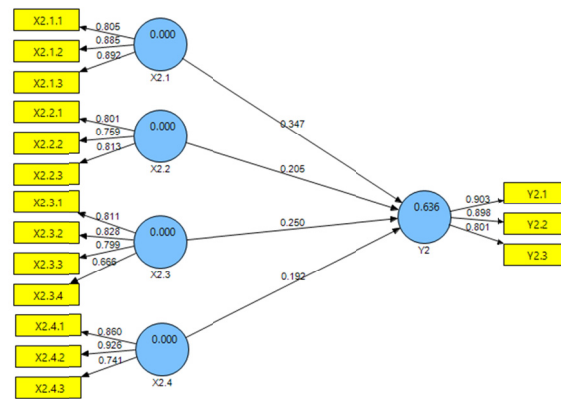 X2.1.1
0.805
X2.1.2
0.885
X2.1.3
0.892
0.000
X2.1
X2.2.1
0.801
X2.2.2
0.769
X2.2.3
0.813
0.000
X2.2
X2.3.1
0.811
X2.3.2
0.828
X2.3.3
0.799
X2.3.4
0.666
0.000
X2.3
X2.4.1
0.860
X2.4.2
0.926
X2.4.3
0.741
0.000
X2.4
0.347
0.205
0.250
0.192
0.636
Y2
0.903
Y2.1
0.898
Y2.2
0.801
Y2.3